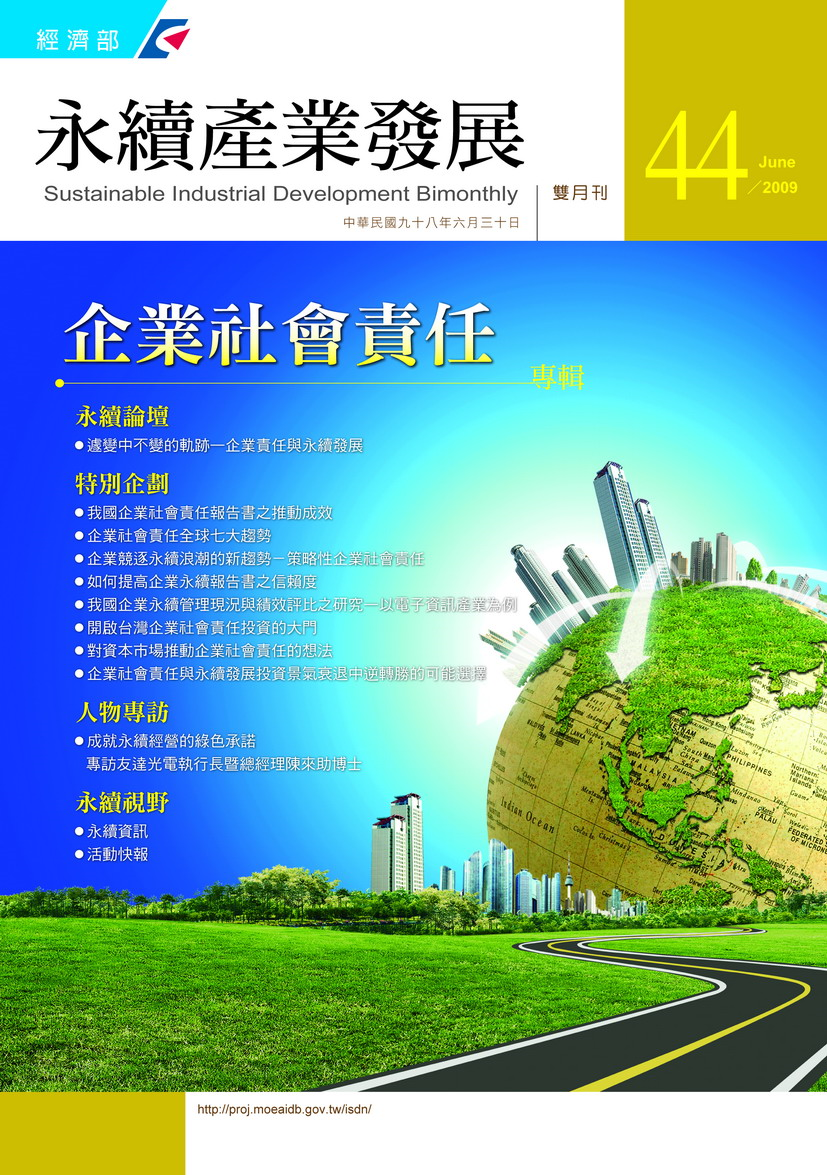 經濟部
永續產業發展
Sustainable Industrial Development Bimonthly
雙月刊
中華民國九十八年六月三十日
44
June
／2009
企業社會責任
專輯
永續論壇
●遽變中不變的軌跡—企業責任與永續發展
特別企劃
●我國企業社會責任報告書之推動成效
●企業社會責任全球七大趨勢
●企業競逐永續浪潮的新趨勢－策略性企業社會責任
●如何提高企業永續報告書之信賴度
●我國企業永續管理現況與績效評比之研究—以電子資訊產業為例
●開啟台灣企業社會責任投資的大門
●對資本市場推動企業社會責任的想法
●企業社會責任與永續發展投資景氣衰退中逆轉勝的可能選擇
人物專訪
●成就永續經營的綠色承諾
專訪友達光電執行長暨總經理陳來助博士
永續視野
●永續資訊
●活動快報
PHILIPPINES
MALAYSIA
Northern
Mariana
Islands
PALAU
Indian Ocean
INDONESIA
http://proj.moeaidb.gov.tw/isdn/